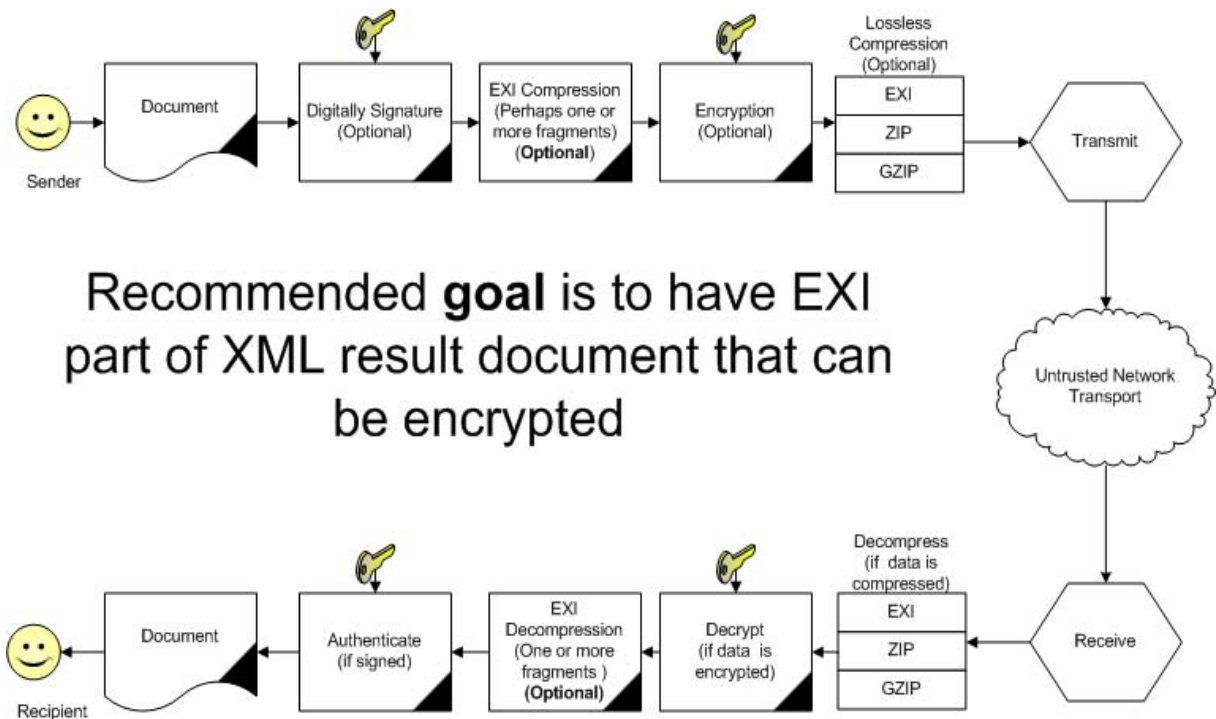 Document
Digitally Signature
(Optional)
EXI Compression
(Perhaps one or
more fragments)
(Optional)
Encryption
(Optional)
Lossless
Compression
(Optional)
EXI
ZIP
GZIP
Transmit
Sender
Recommended goal is to have EXI
part of XML result document that can
be encrypted
Untrusted Network
Transport
Receive
Decompress
(if data is
compressed)
EXI
ZIP
GZIP
Decrypt
(if data is
encrypted)
EXI
Decompression
(One or more
fragments )
(Optional)
Authenticate
(if signed)
Document
Recipient